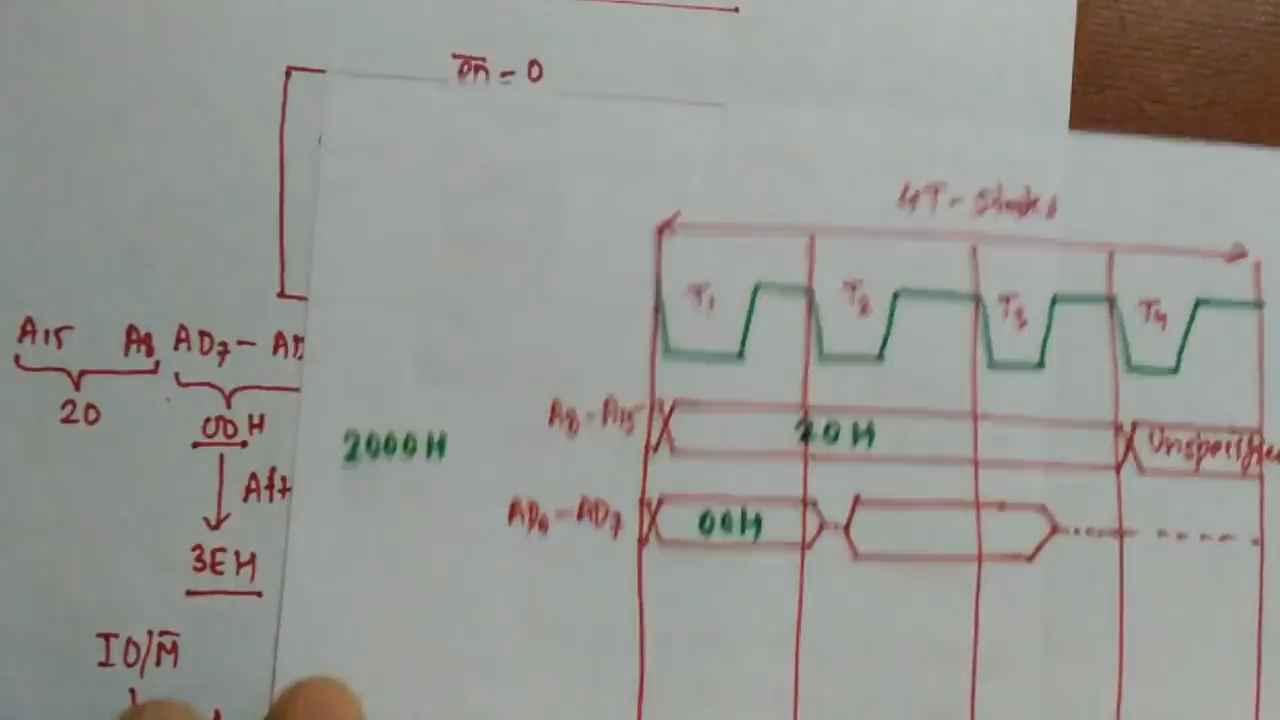 = 0
4T-States
T1 T2 T3 T4
A15 A8 AD7 - AD
20
00H
A8-A15 20H Unspecified
2000H
AD0-AD7 00H
Aft
3EH
IO/M̅